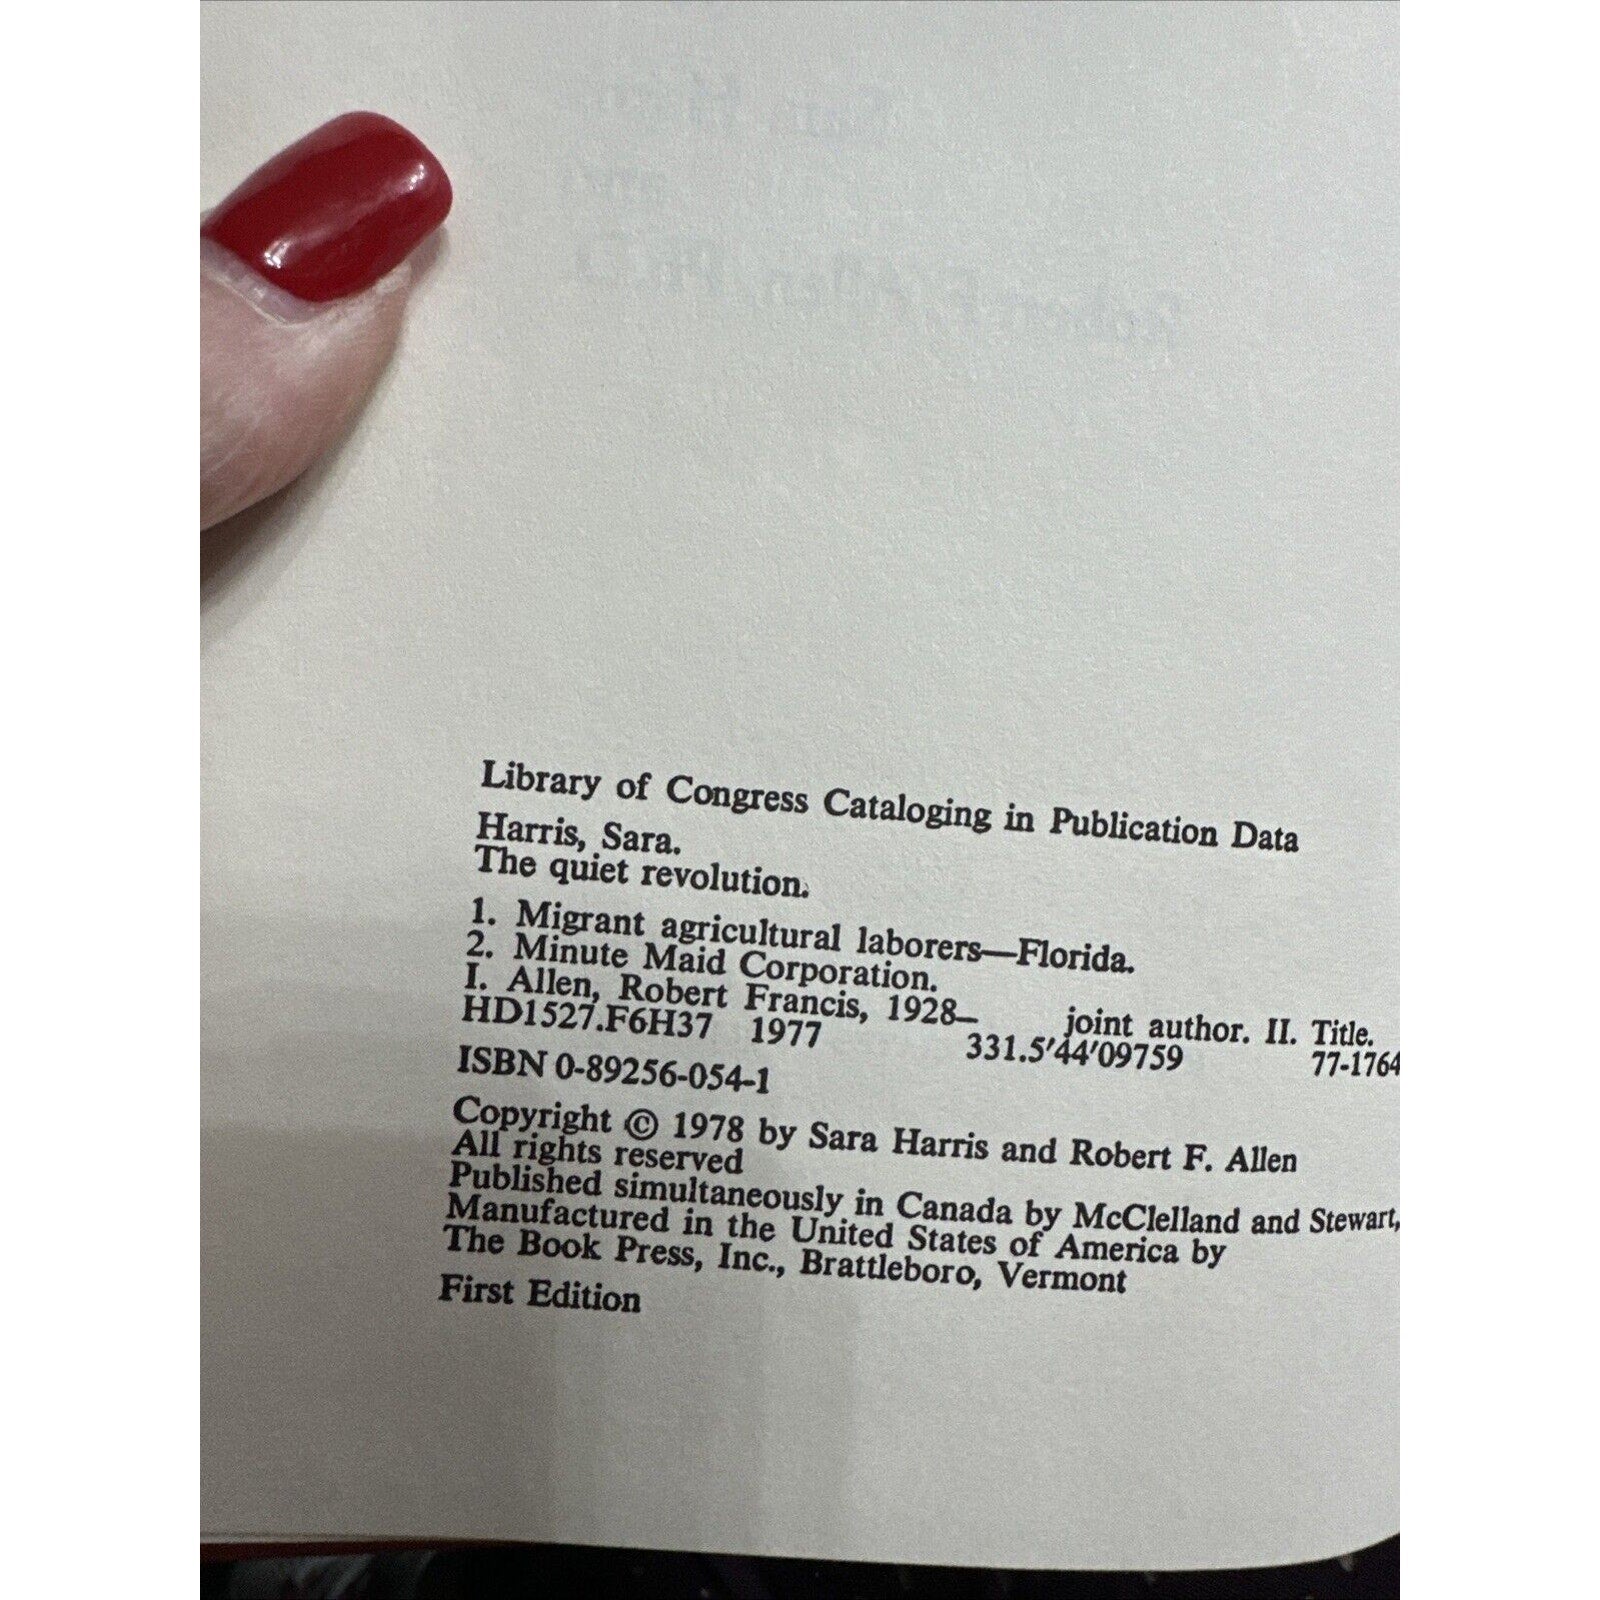 Library of Congress Cataloging in Publication Data
Harris, Sara.
The quiet revolution.
1. Migrant agricultural laborers—Florida.
2. Minute Maid Corporation.
I. Allen, Robert Francis, 1928– joint author. II. Title.
HD1527.F6H37 1977 331.5'44'09759 77-1764
ISBN 0-89256-054-1
Copyright © 1978 by Sara Harris and Robert F. Allen
All rights reserved
Published simultaneously in Canada by McClelland and Stewart,
Manufactured in the United States of America by
The Book Press, Inc., Brattleboro, Vermont
First Edition